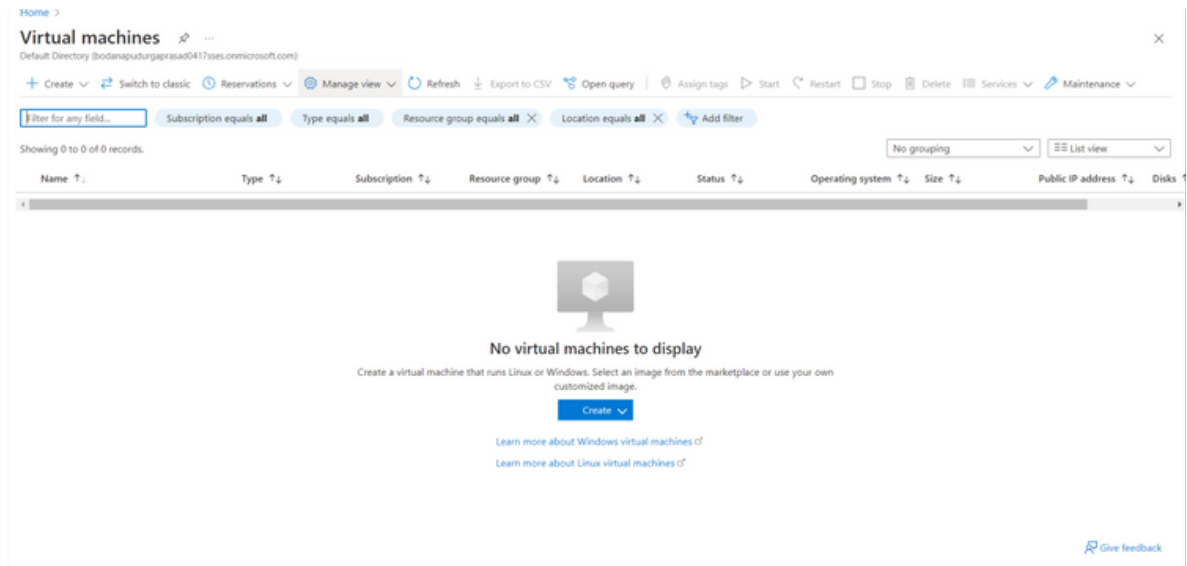 Home >
Virtual machines ...
Default Directory (bodanapudurgaprasad0417sses.onmicrosoft.com)
+ Create Switch to classic Reservations Manage view Refresh Export to CSV Open query | Assign tags Start Restart Stop Delete Services Maintenance
Filter for any field... Subscription equals all Type equals all Resource group equals all × Location equals all × Add filter
Showing 0 to 0 of 0 records. No grouping List view
Name ↑↓ Type ↑↓ Subscription ↑↓ Resource group ↑↓ Location ↑↓ Status ↑↓ Operating system ↑↓ Size ↑↓ Public IP address ↑↓ Disks
No virtual machines to display
Create a virtual machine that runs Linux or Windows. Select an image from the marketplace or use your own
customized image.
Create
Learn more about Windows virtual machines
Learn more about Linux virtual machines
Give feedback